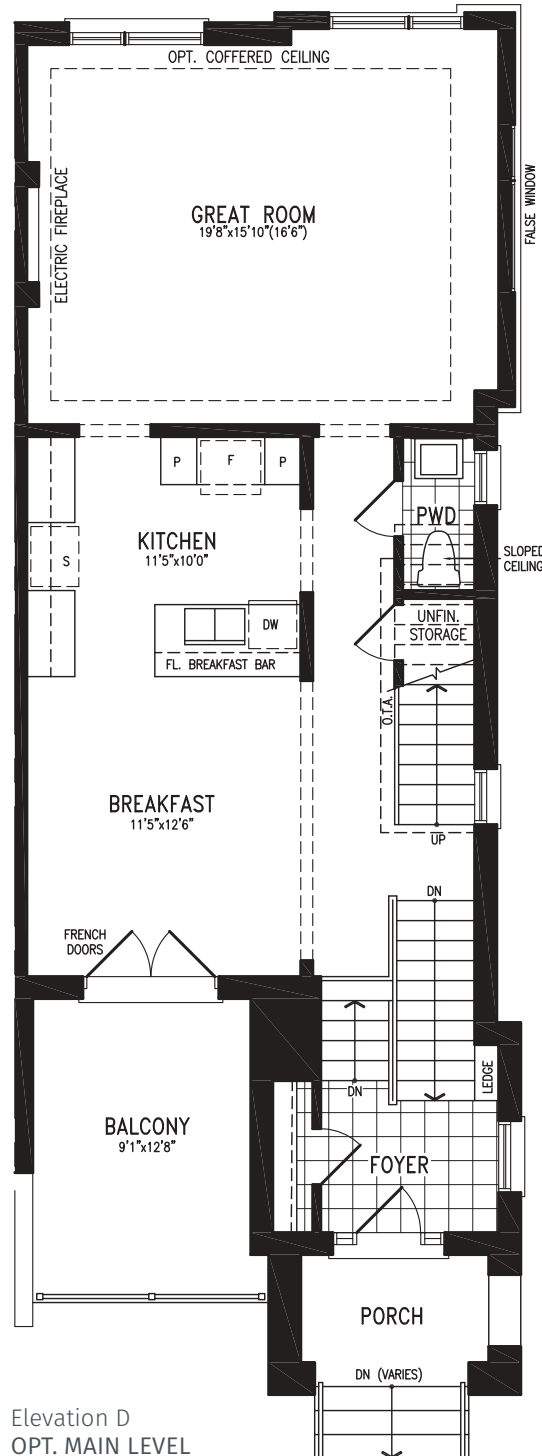 OPT. COFFERED CEILING
ELECTRIC FIREPLACE
GREAT ROOM
19'8"x15'10"(16'6")
FALSE WINDOW
P
F
P
KITCHEN
11'5"x10'0"
S
PWD
SLOPED
CEILING
DW
FL. BREAKFAST BAR
UNFIN.
STORAGE
O.T.A.
BREAKFAST
11'5"x12'6"
UP
DN
FRENCH
DOORS
DN
LEDGE
BALCONY
9'1"x12'8"
FOYER
PORCH
DN (VARIES)
Elevation D
OPT. MAIN LEVEL